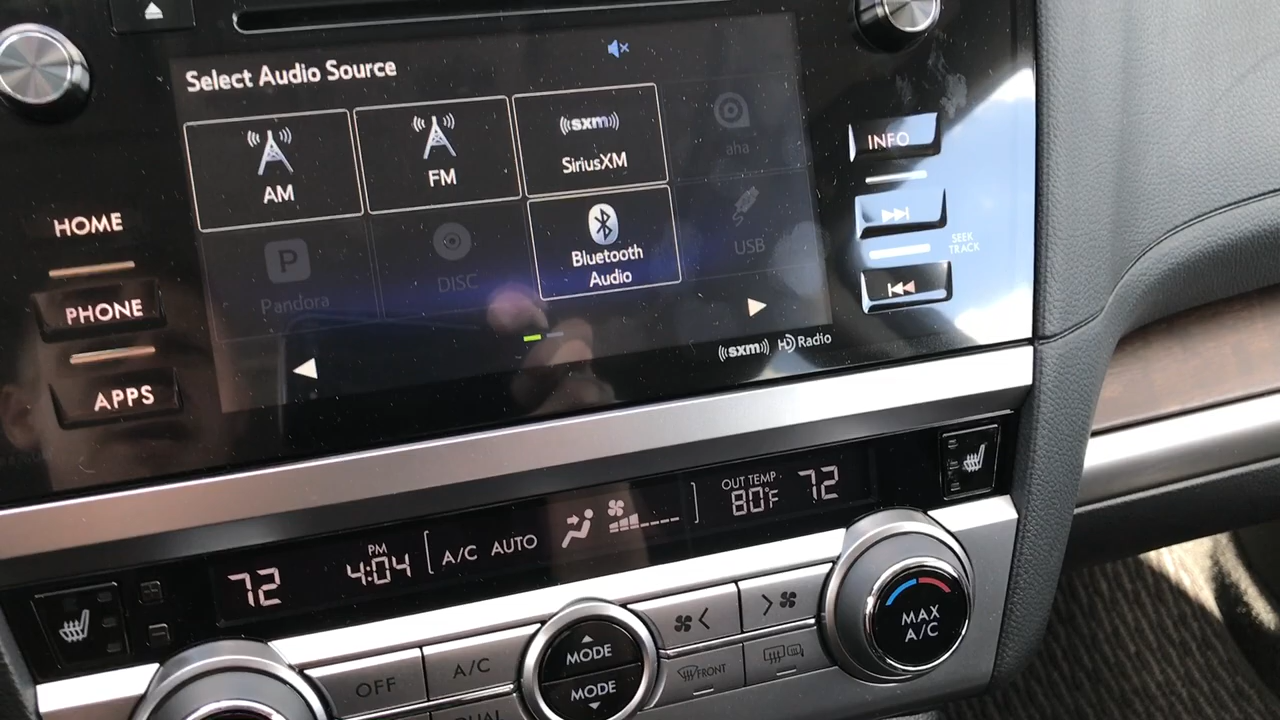 Select Audio Source
AM
FM
sxm
SiriusXM
aha
P
Pandora
DISC
Bluetooth
Audio
USB
sxm HD Radio
HOME
PHONE
APPS
INFO
SEEK
TRACK
72
PM
4:04
A/C AUTO
OUT TEMP
80°F
72
OFF
A/C
MODE
MODE
FRONT
MAX
A/C